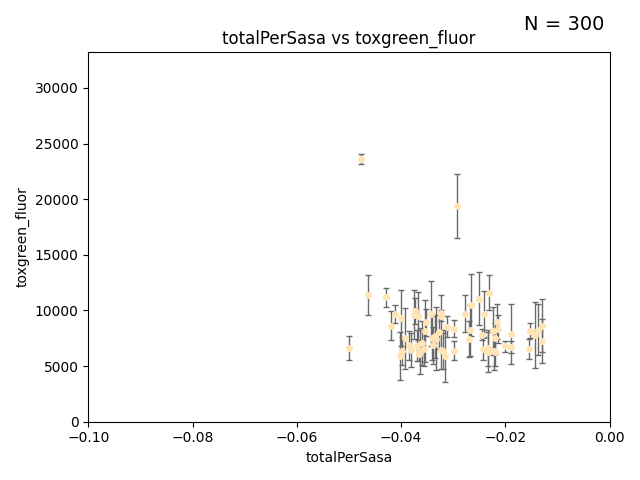 N = 300
totalPerSasa vs toxgreen_fluor
30000
25000
20000
15000
10000
5000
0
toxgreen_fluor
−0.10 −0.08 −0.06 −0.04 −0.02 0.00
totalPerSasa